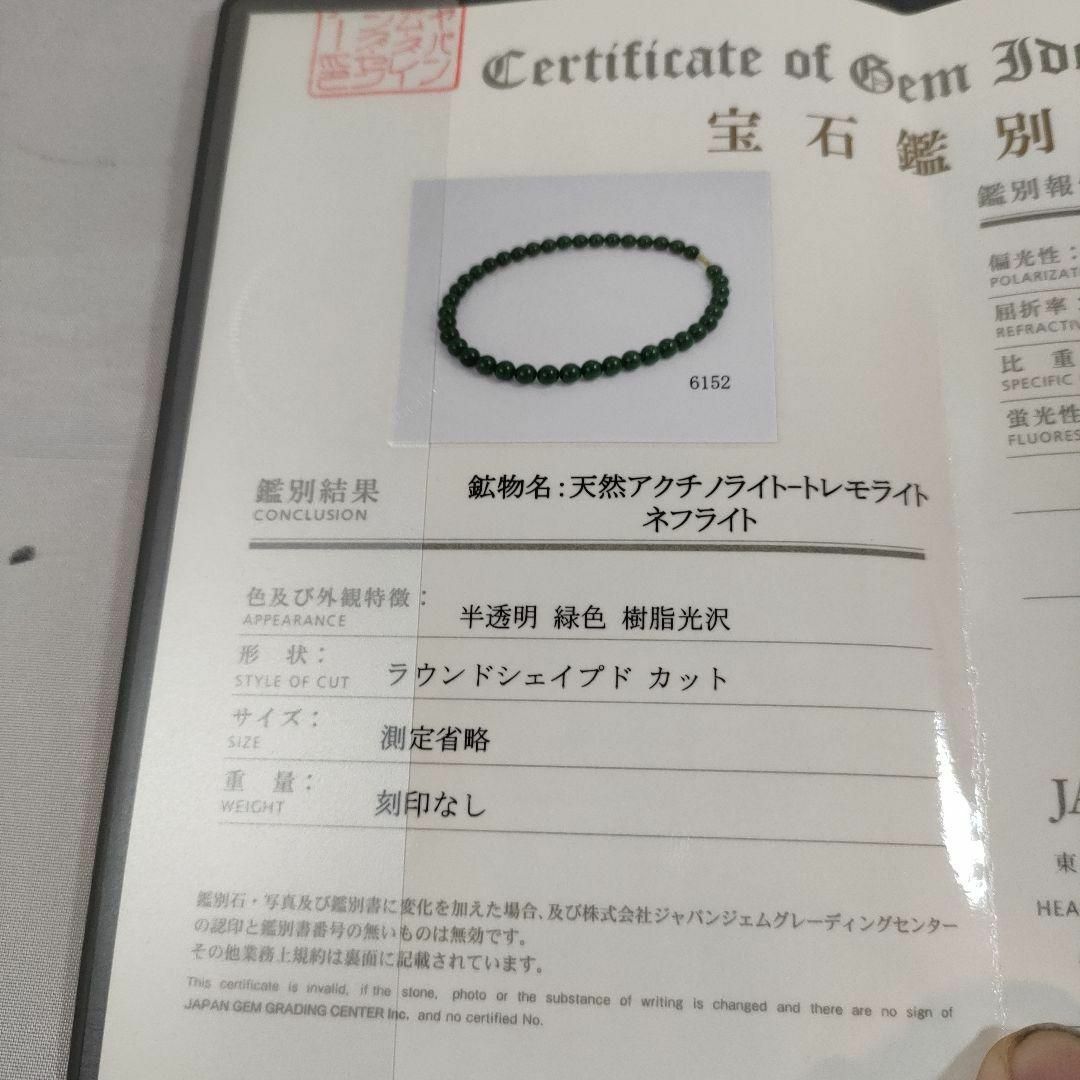 Certificate of Gem
宝石鑑別
6152
鑑別結果
CONCLUSION
鉱物名:天然アクチノライトートレモライト
ネフライト
色及び外観特徴:
APPEARANCE
半透明 緑色 樹脂光沢
形 状:
STYLE OF CUT
ラウンドシェイプド カット
サイズ:
SIZE
測定省略
重 量:
WEIGHT
刻印なし
鑑別石・写真及び鑑別書に変化を加えた場合、及び株式会社ジャパンジェムグレーディングセンター
の認印と鑑別書番号の無いものは無効です。
その他業務上規約は裏面に記載されています。
This certificate is invalid, if the stone, photo or the substance of writing is changed and there are no sign of
JAPAN GEM GRADING CENTER Inc. and no certified No.
鑑別報
偏光性:
屈折率
比 重
SPECIFIC
蛍光性
東